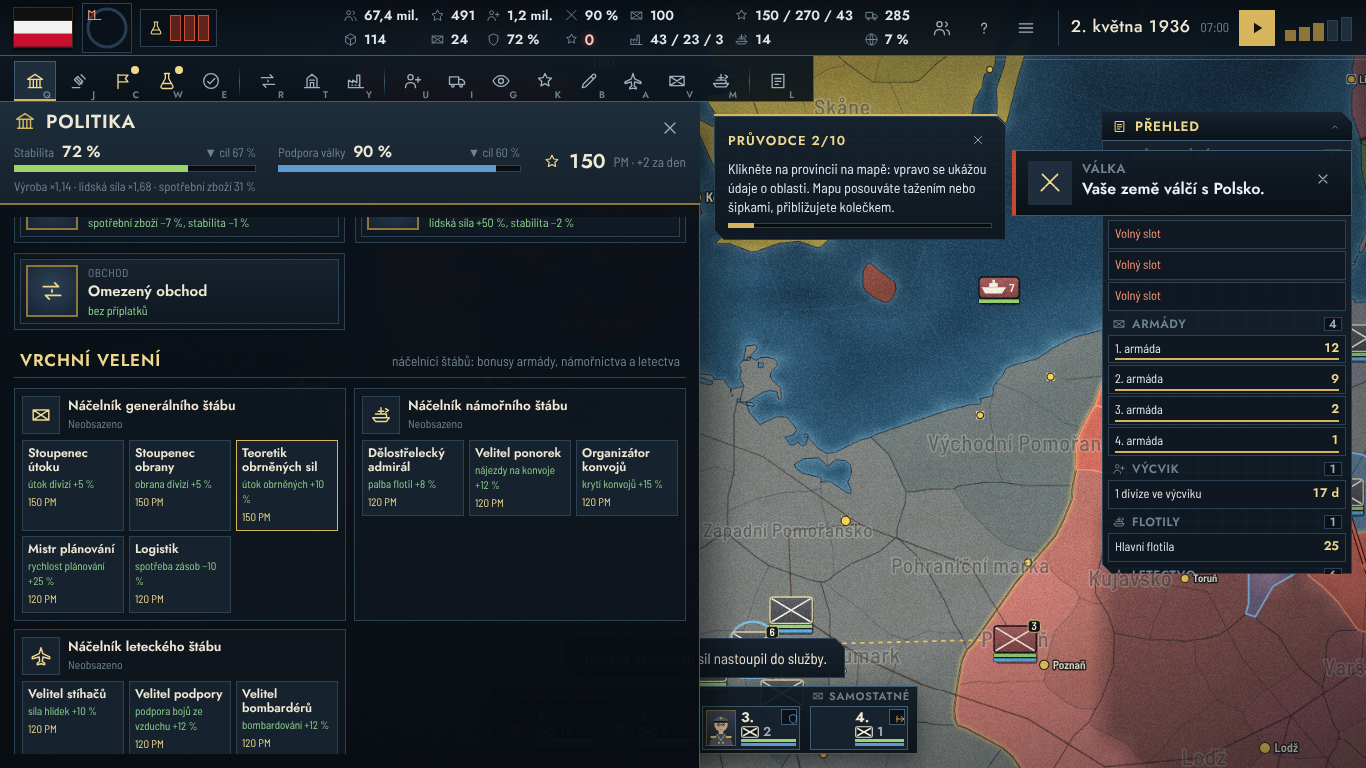 67,4 mil. 491 1,2 mil. 90 % 100 150 / 270 / 43 285
114 24 72 % 0 43 / 23 / 3 14 7 %
2. května 1936 07:00
Q J C W E R T Y U I G K B A V M L
Skåne
POLITIKA
Stabilita 72 % ▼ cíl 67 %
Podpora války 90 % ▼ cíl 60 %
150 PM · +2 za den
Výroba ×1,14 · lidská síla ×1,68 · spotřební zboží 31 %
spotřební zboží −7 %, stabilita −1 %
lidská síla +50 %, stabilita −2 %
OBCHOD
Omezený obchod
bez příplatků
VRCHNÍ VELENÍ
náčelníci štábů: bonusy armády, námořnictva a letectva
Náčelník generálního štábu
Neobsazeno
Stoupenec útoku
útok divizí +5 %
150 PM
Stoupenec obrany
obrana divizí +5 %
150 PM
Teoretik obrněných sil
útok obrněných +10 %
150 PM
Mistr plánování
rychlost plánování +25 %
120 PM
Logistik
spotřeba zásob −10 %
120 PM
Náčelník námořního štábu
Neobsazeno
Dělostřelecký admirál
palba flotil +8 %
120 PM
Velitel ponorek
nájezdy na konvoje +12 %
120 PM
Organizátor konvojů
krytí konvojů +15 %
120 PM
Náčelník leteckého štábu
Neobsazeno
Velitel stíhačů
síla hlídek +10 %
120 PM
Velitel podpory
podpora bojů ze vzduchu +12 %
120 PM
Velitel bombardérů
bombardování +12 %
120 PM
PRŮVODCE 2/10
Klikněte na provincii na mapě: vpravo se ukážou
údaje o oblasti. Mapu posouváte tažením nebo
šipkami, přibližujete kolečkem.
PŘEHLED
VÁLKA
Vaše země válčí s Polsko.
Volný slot
Volný slot
Volný slot
ARMÁDY 4
1. armáda 12
2. armáda 9
3. armáda 2
4. armáda 1
VÝCVIK 1
1 divize ve výcviku 17 d
FLOTILY 1
Hlavní flotila 25
7
Východní Pomořan
Západní Pomořansko
Pohraniční marka
Kujavsko
Toruň
6
3
Poznaň
sil nastoupil do služby.
SAMOSTATNÉ
3.
2
4.
1
Lodž
Lodž